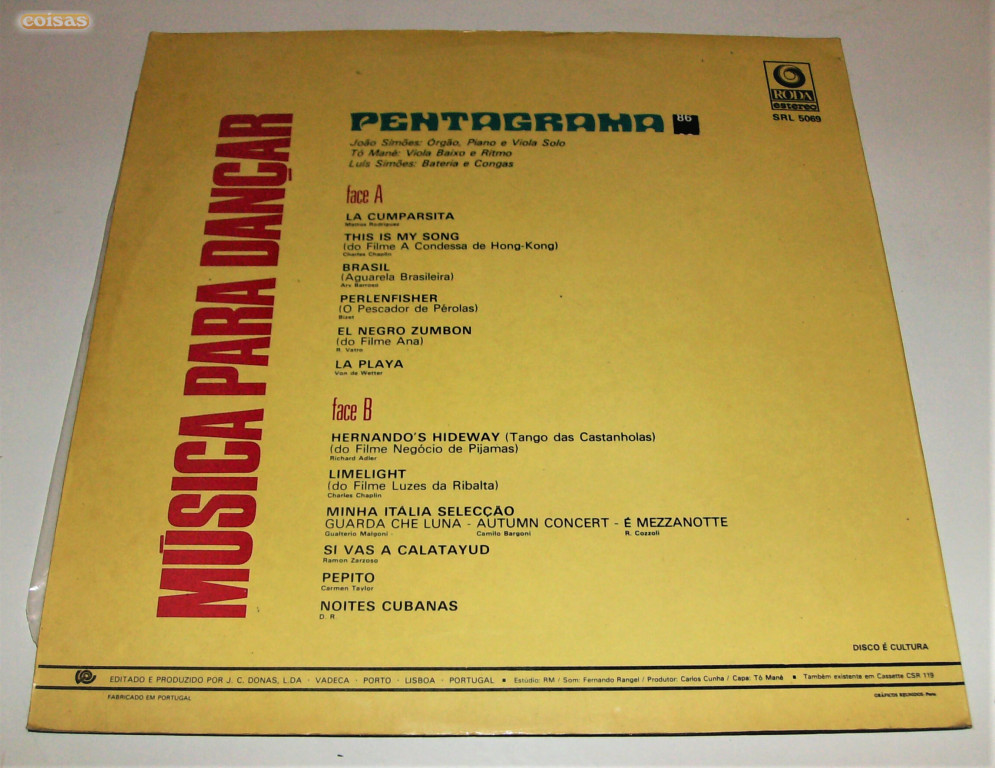 coisas
MÚSICA PARA DANÇAR
PENTAGRAMA 86
João Simões: Orgão, Piano e Viola Solo
Tó Mané: Viola Baixo e Ritmo
Luís Simões: Bateria e Congas
RODA
estereo
SRL 5069
face A
LA CUMPARSITA
Mattos Rodriguez
THIS IS MY SONG
(do Filme A Condessa de Hong-Kong)
Charles Chaplin
BRASIL
(Aguarela Brasileira)
Ary Barroso
PERLENFISHER
(O Pescador de Pérolas)
Bizet
EL NEGRO ZUMBON
(do Filme Ana)
R. Vatro
LA PLAYA
Van de Wetter
face B
HERNANDO'S HIDEWAY (Tango das Castanholas)
(do Filme Negócio de Pijamas)
Richard Adler
LIMELIGHT
(do Filme Luzes da Ribalta)
Charles Chaplin
MINHA ITÁLIA SELECÇÃO
GUARDA CHE LUNA - AUTUMN CONCERT - É MEZZANOTTE
Gualterio Malgoni - Camilo Bargoni R. Cozzoli
SI VAS A CALATAYUD
Ramon Zarzoso
PEPITO
Carmen Taylor
NOITES CUBANAS
D. R.
DISCO É CULTURA
EDITADO E PRODUZIDO POR J. C. DONAS, L.DA - VADECA - PORTO - LISBOA - PORTUGAL • Estúdio: RM / Som: Fernando Rangel / Produtor: Carlos Cunha / Capa: Tó Mané • Também existente em Cassette CSR 119
FABRICADO EM PORTUGAL
GRÁFICOS REUNIDOS-Porto